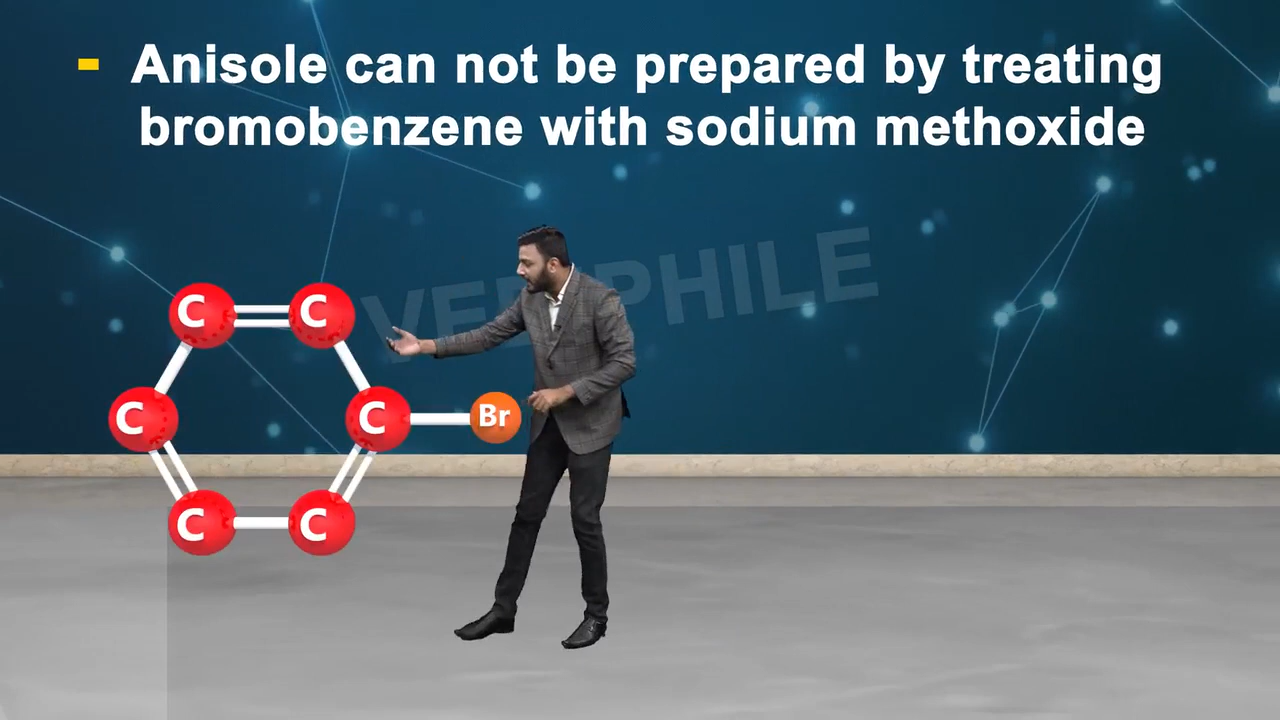 - Anisole can not be prepared by treating
bromobenzene with sodium methoxide
C C
C C Br
C C